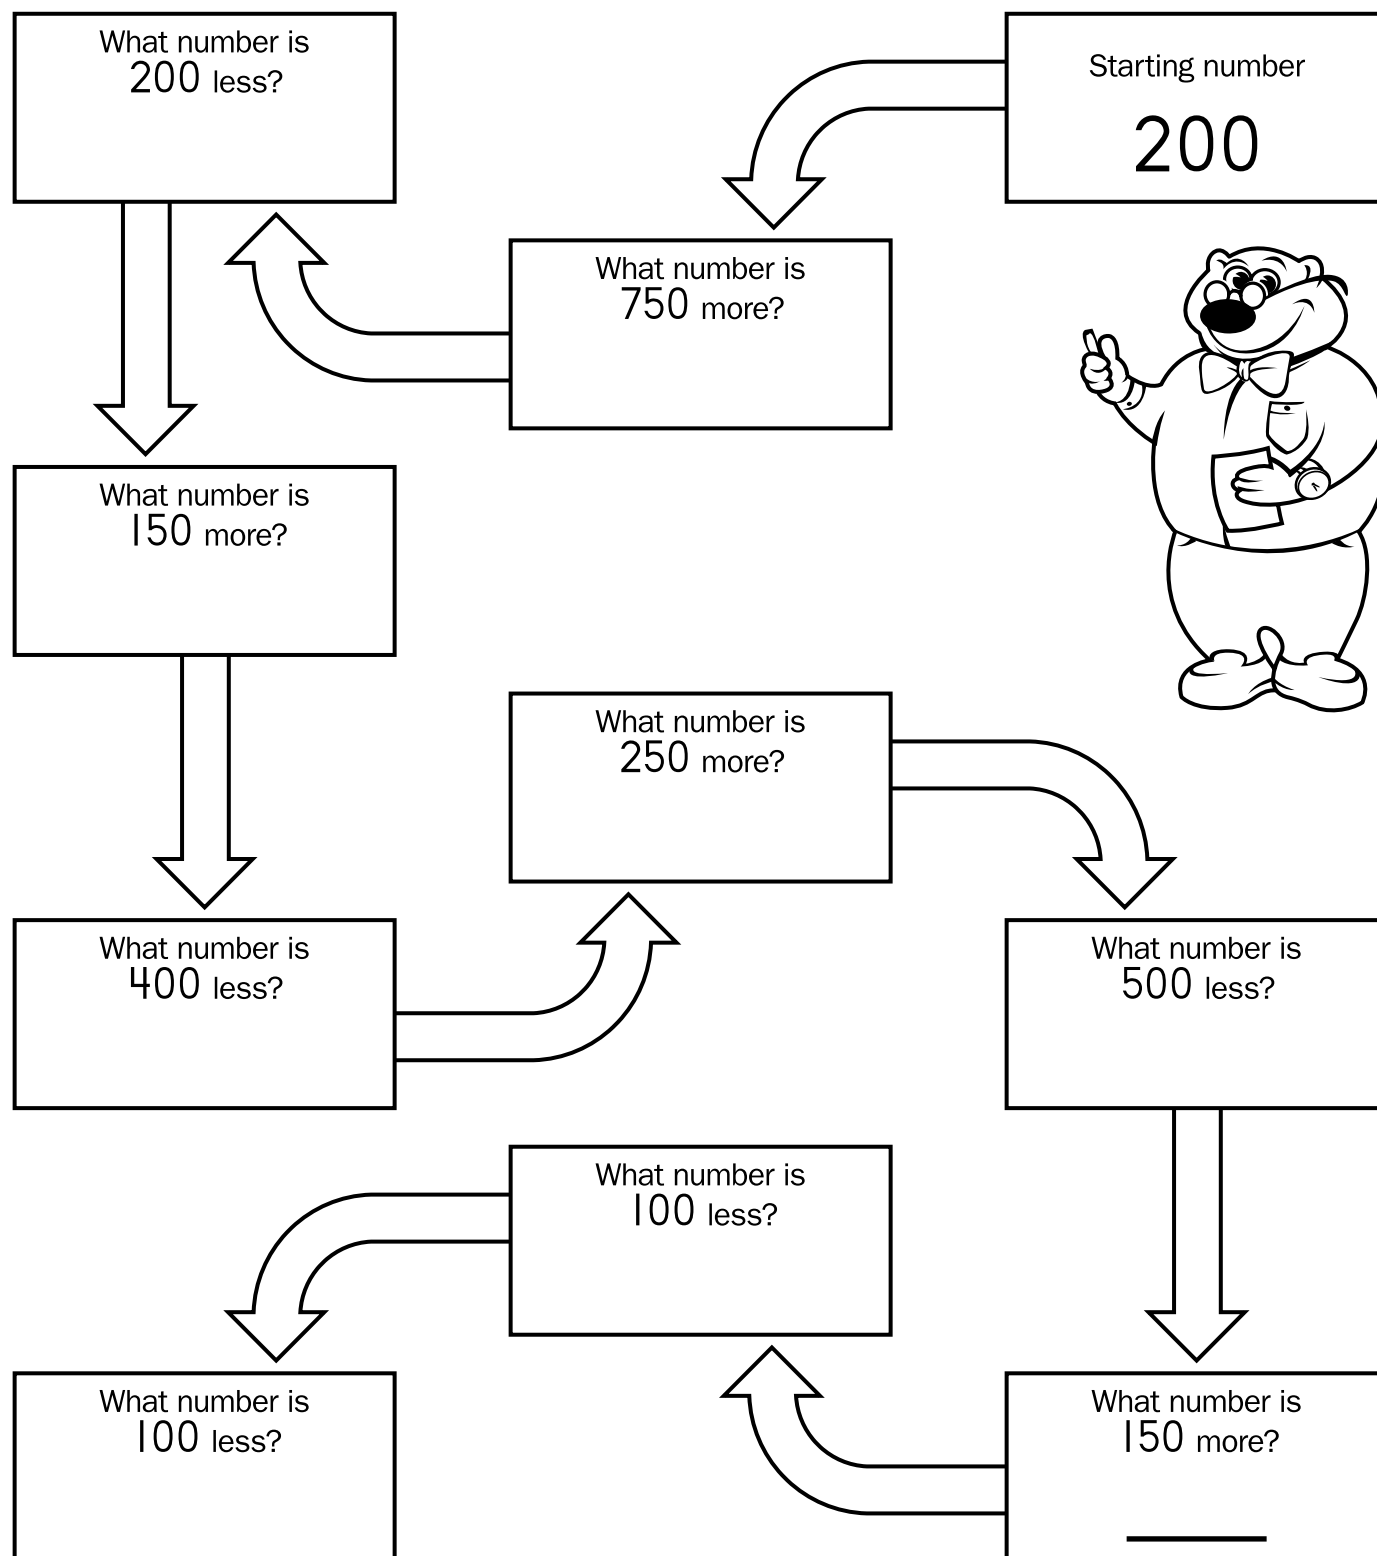 What number is
200 less?
Starting number
200
What number is
750 more?
What number is
150 more?
What number is
250 more?
What number is
400 less?
What number is
500 less?
What number is
100 less?
What number is
100 less?
What number is
150 more?